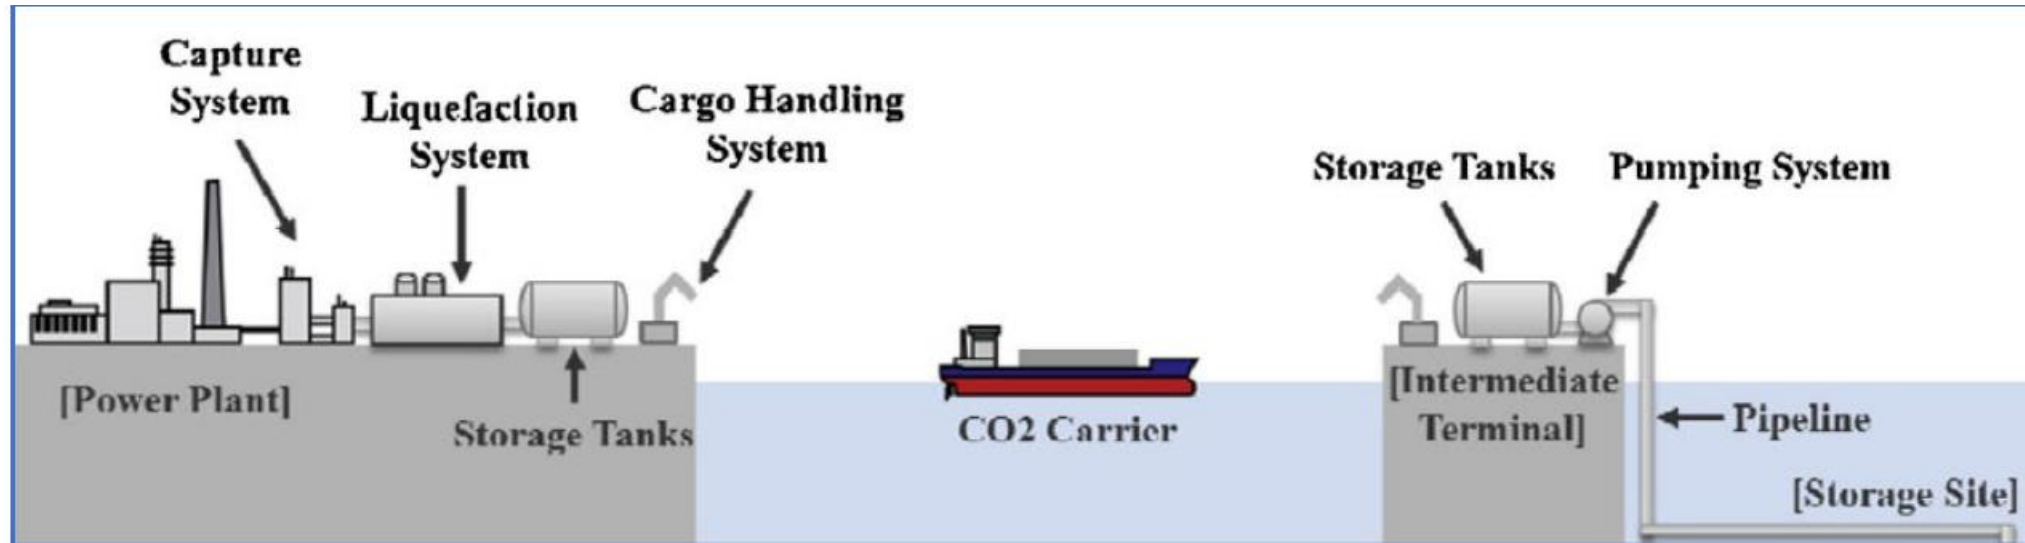 Capture
System
Liquefaction
System
Cargo Handling
System
Storage Tanks
Pumping System
[Power Plant]
Storage Tanks
CO2 Carrier
[Intermediate
Terminal]
Pipeline
[Storage Site]